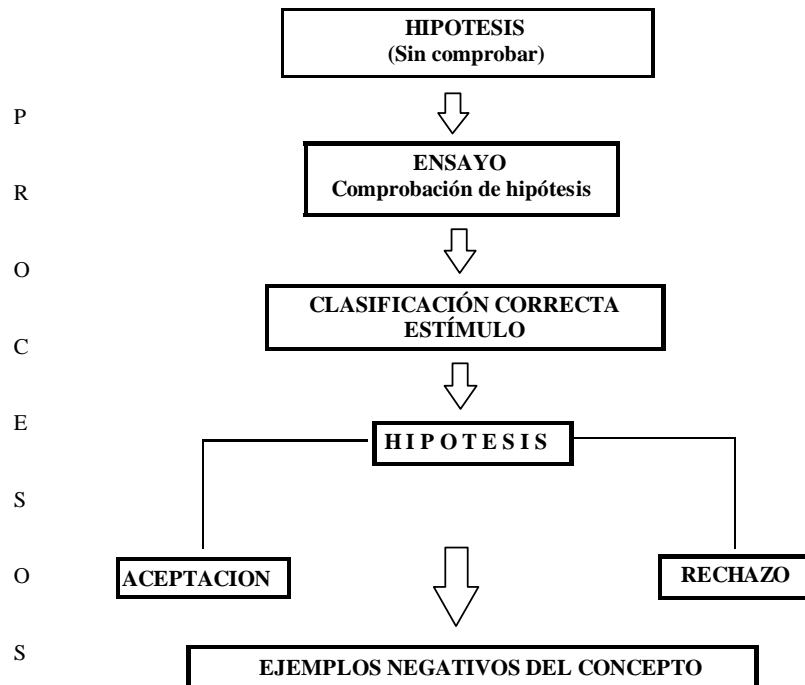 HIPOTESIS
(Sin comprobar)
P
ENSAYO
Comprobación de hipótesis
R
O
CLASIFICACIÓN CORRECTA
ESTÍMULO
C
E
H I P O T E S I S
S
O
ACEPTACION
RECHAZO
S
EJEMPLOS NEGATIVOS DEL CONCEPTO